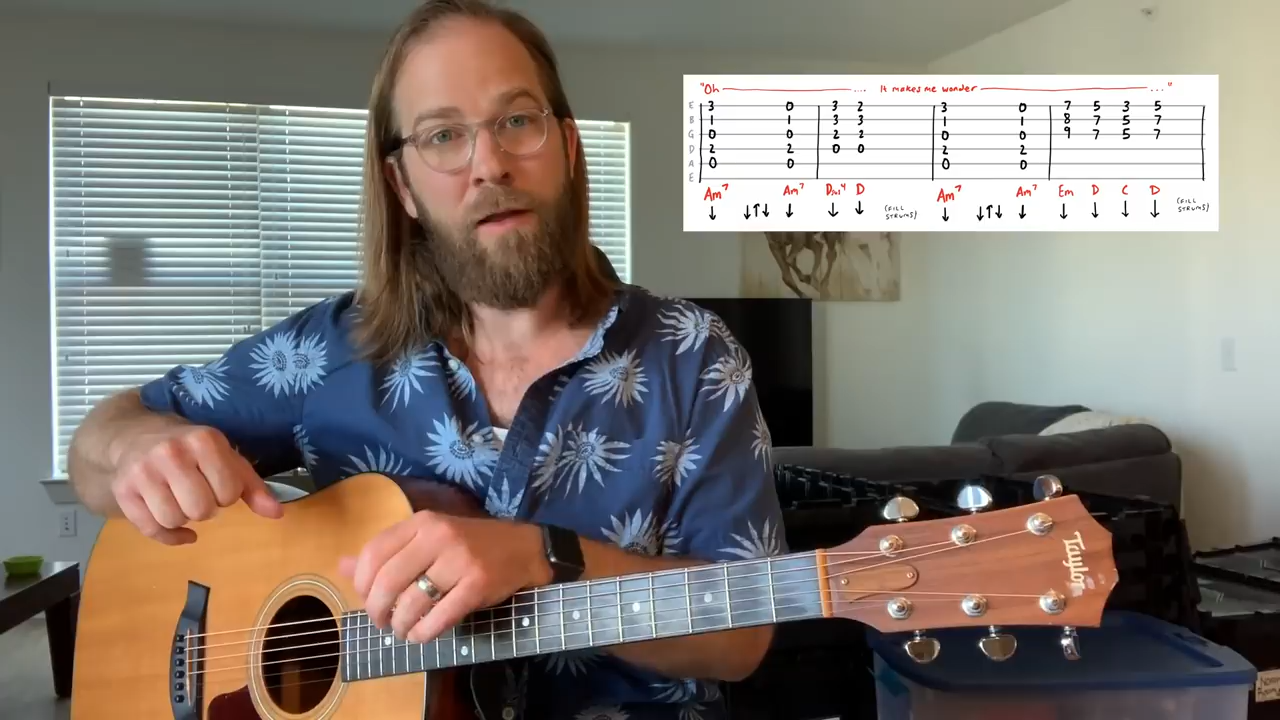 "Oh .... It makes me wonder ... "
E 3 0 3 2 3 0 7 5 3 5
B 1 1 3 3 1 1 8 7 5 7
G 0 0 2 2 0 0 9 7 5 7
D 2 2 0 0 2 2
A 0 0 0 0
E
Am7 Am7 Dsus4 D Am7 Am7 Em D C D
(FILL STRUMS) (FILL STRUMS)
Taylor